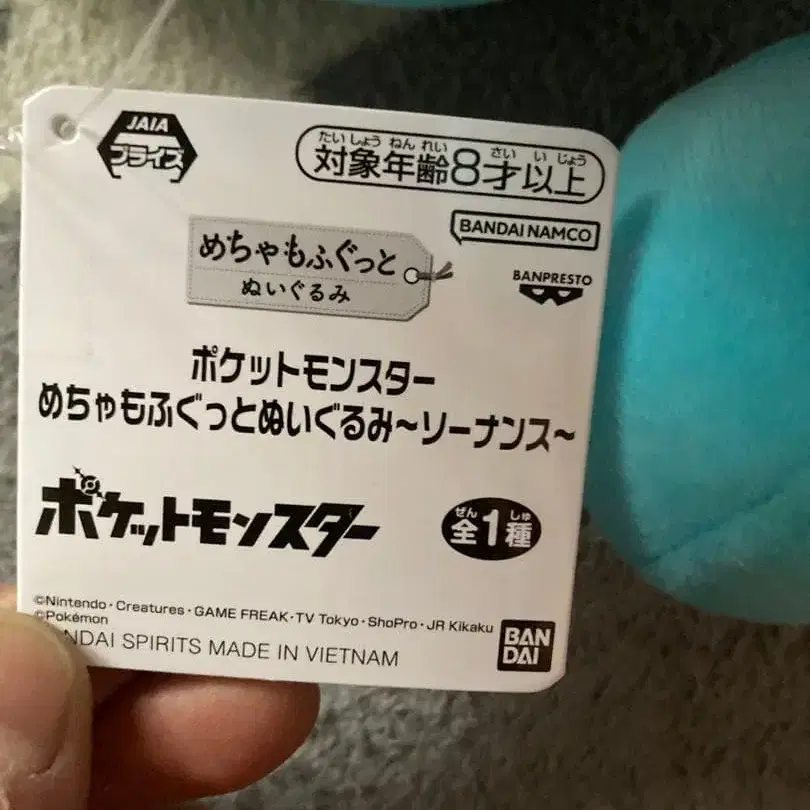 JAIA
プライズ
たいしょうねんれい さいいじょう
対象年齢8才以上
BANDAI NAMCO
めちゃもふぐっと
ぬいぐるみ
BANPRESTO
ポケットモンスター
めちゃもふぐっとぬいぐるみ～ソーナンス～
ポケットモンスター
ぜん しゅ
全1種
©Nintendo・Creatures・GAME FREAK・TV Tokyo・ShoPro・JR Kikaku
©Pokémon
NDAI SPIRITS MADE IN VIETNAM
BAN
DAI